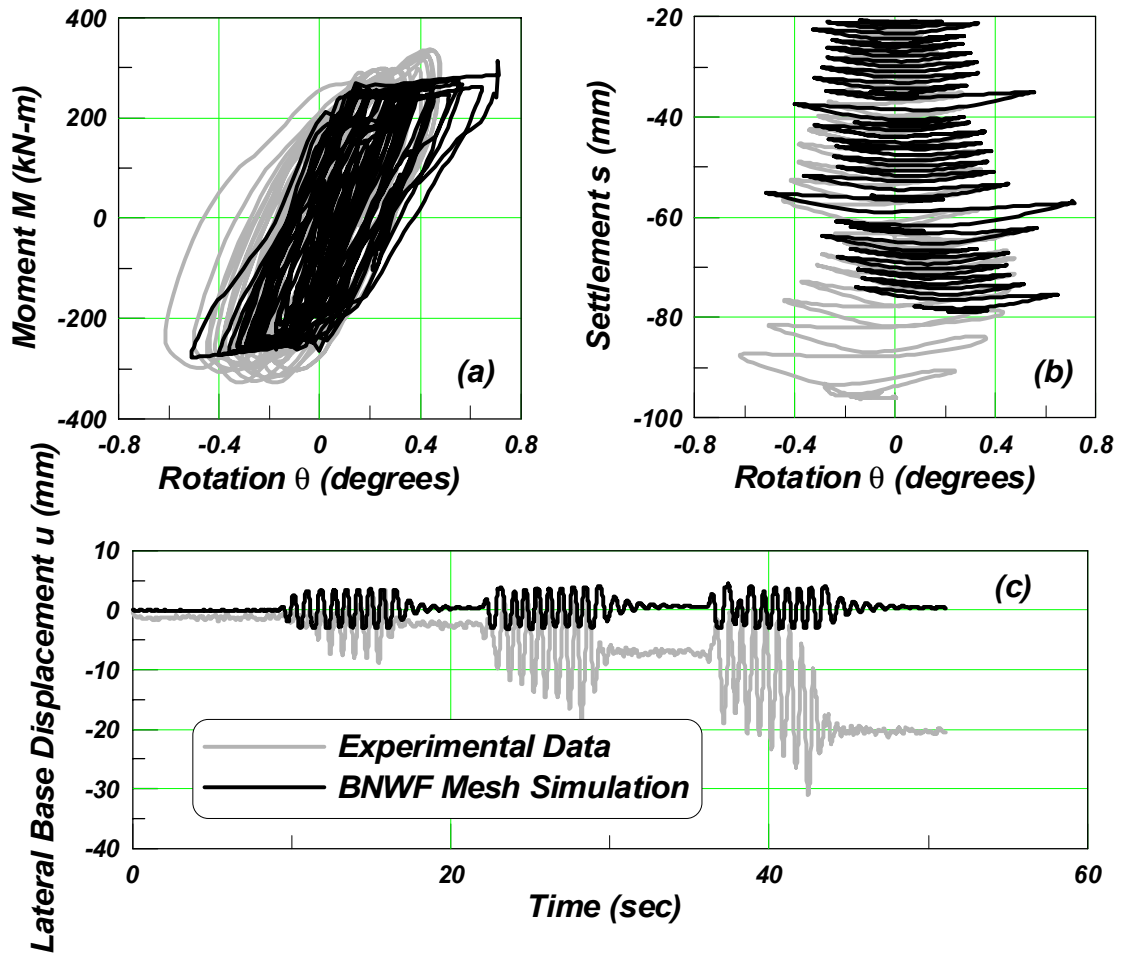 400
200
0
-200
-400
Moment M (kN-m)
-0.8 -0.4 0 0.4 0.8
Rotation θ (degrees)
(a)
-20
-40
-60
-80
-100
Settlement s (mm)
-0.8 -0.4 0 0.4 0.8
Rotation θ (degrees)
(b)
10
0
-10
-20
-30
-40
Lateral Base Displacement u (mm)
(c)
Experimental Data
BNWF Mesh Simulation
0 20 40 60
Time (sec)